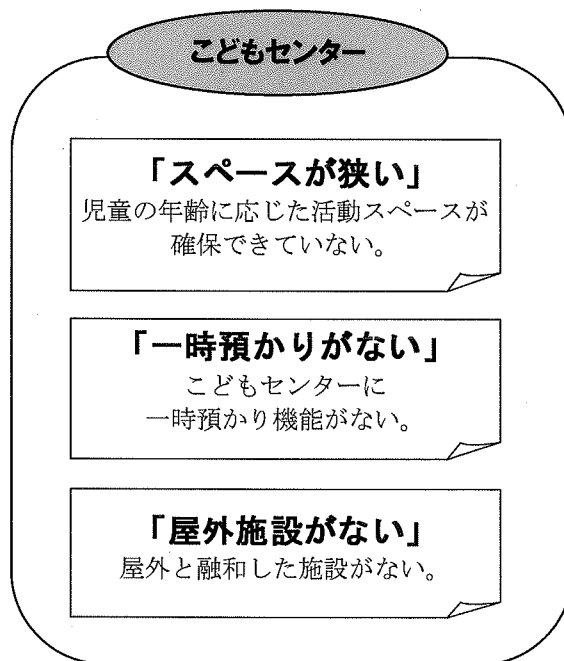 こどもセンター
「スペースが狭い」
児童の年齢に応じた活動スペースが
確保できていない。
「一時預かりがない」
こどもセンターに
一時預かり機能がない。
「屋外施設がない」
屋外と融和した施設がない。